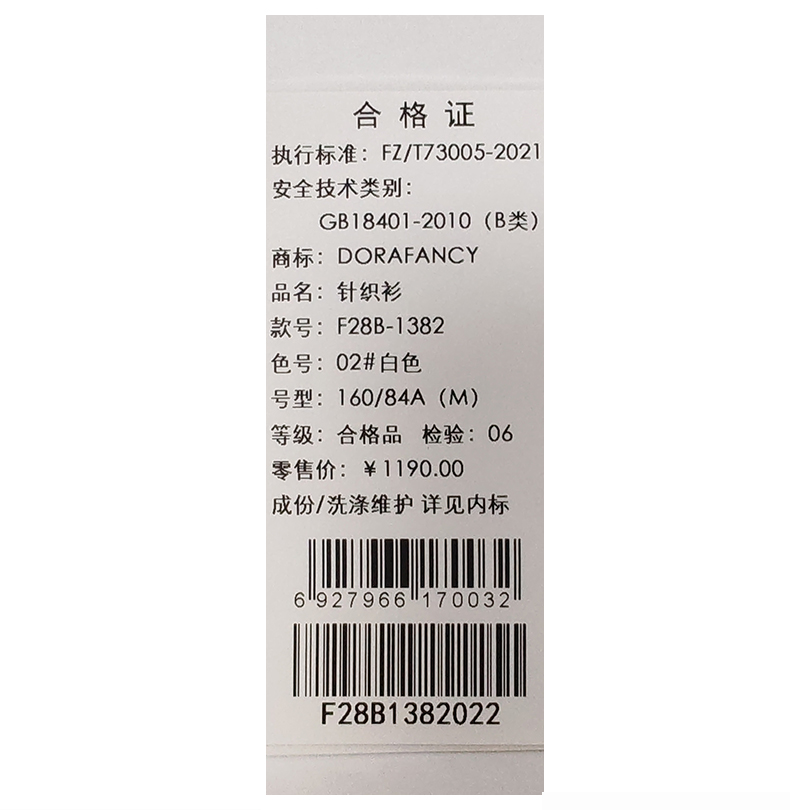 合格证
执行标准：FZ/T73005-2021
安全技术类别：
GB18401-2010（B类）
商标：DORAFANCY
品名：针织衫
款号：F28B-1382
色号：02#白色
号型：160/84A（M）
等级：合格品 检验：06
零售价：￥1190.00
成份/洗涤维护 详见内标
6 927966 170032
F28B1382022